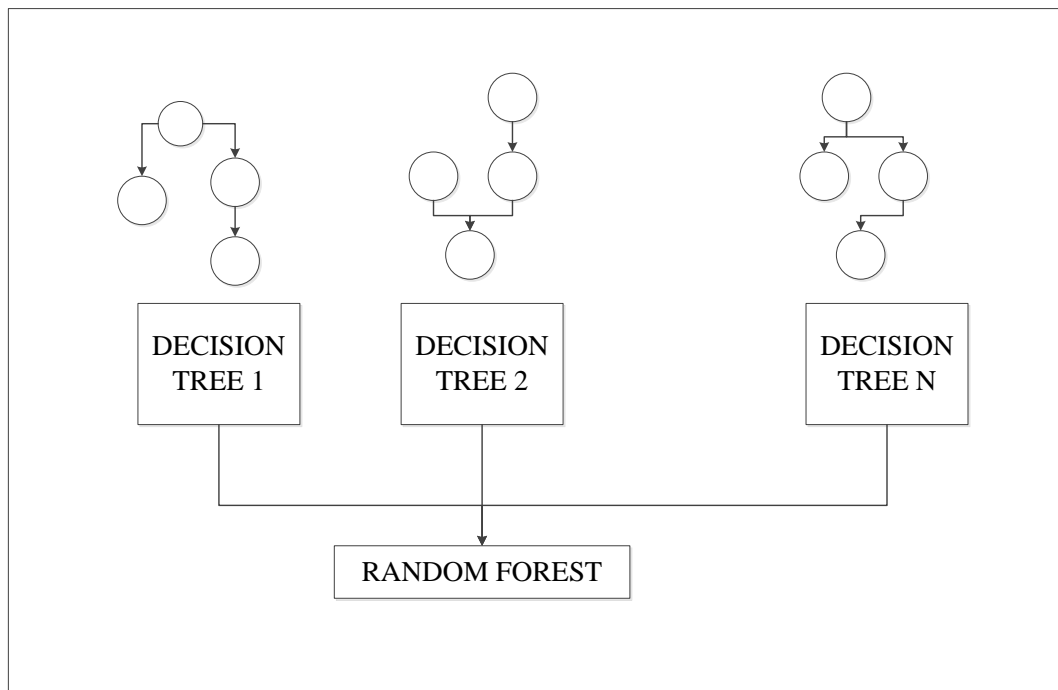 DECISION
TREE 1
DECISION
TREE 2
DECISION
TREE N
RANDOM FOREST